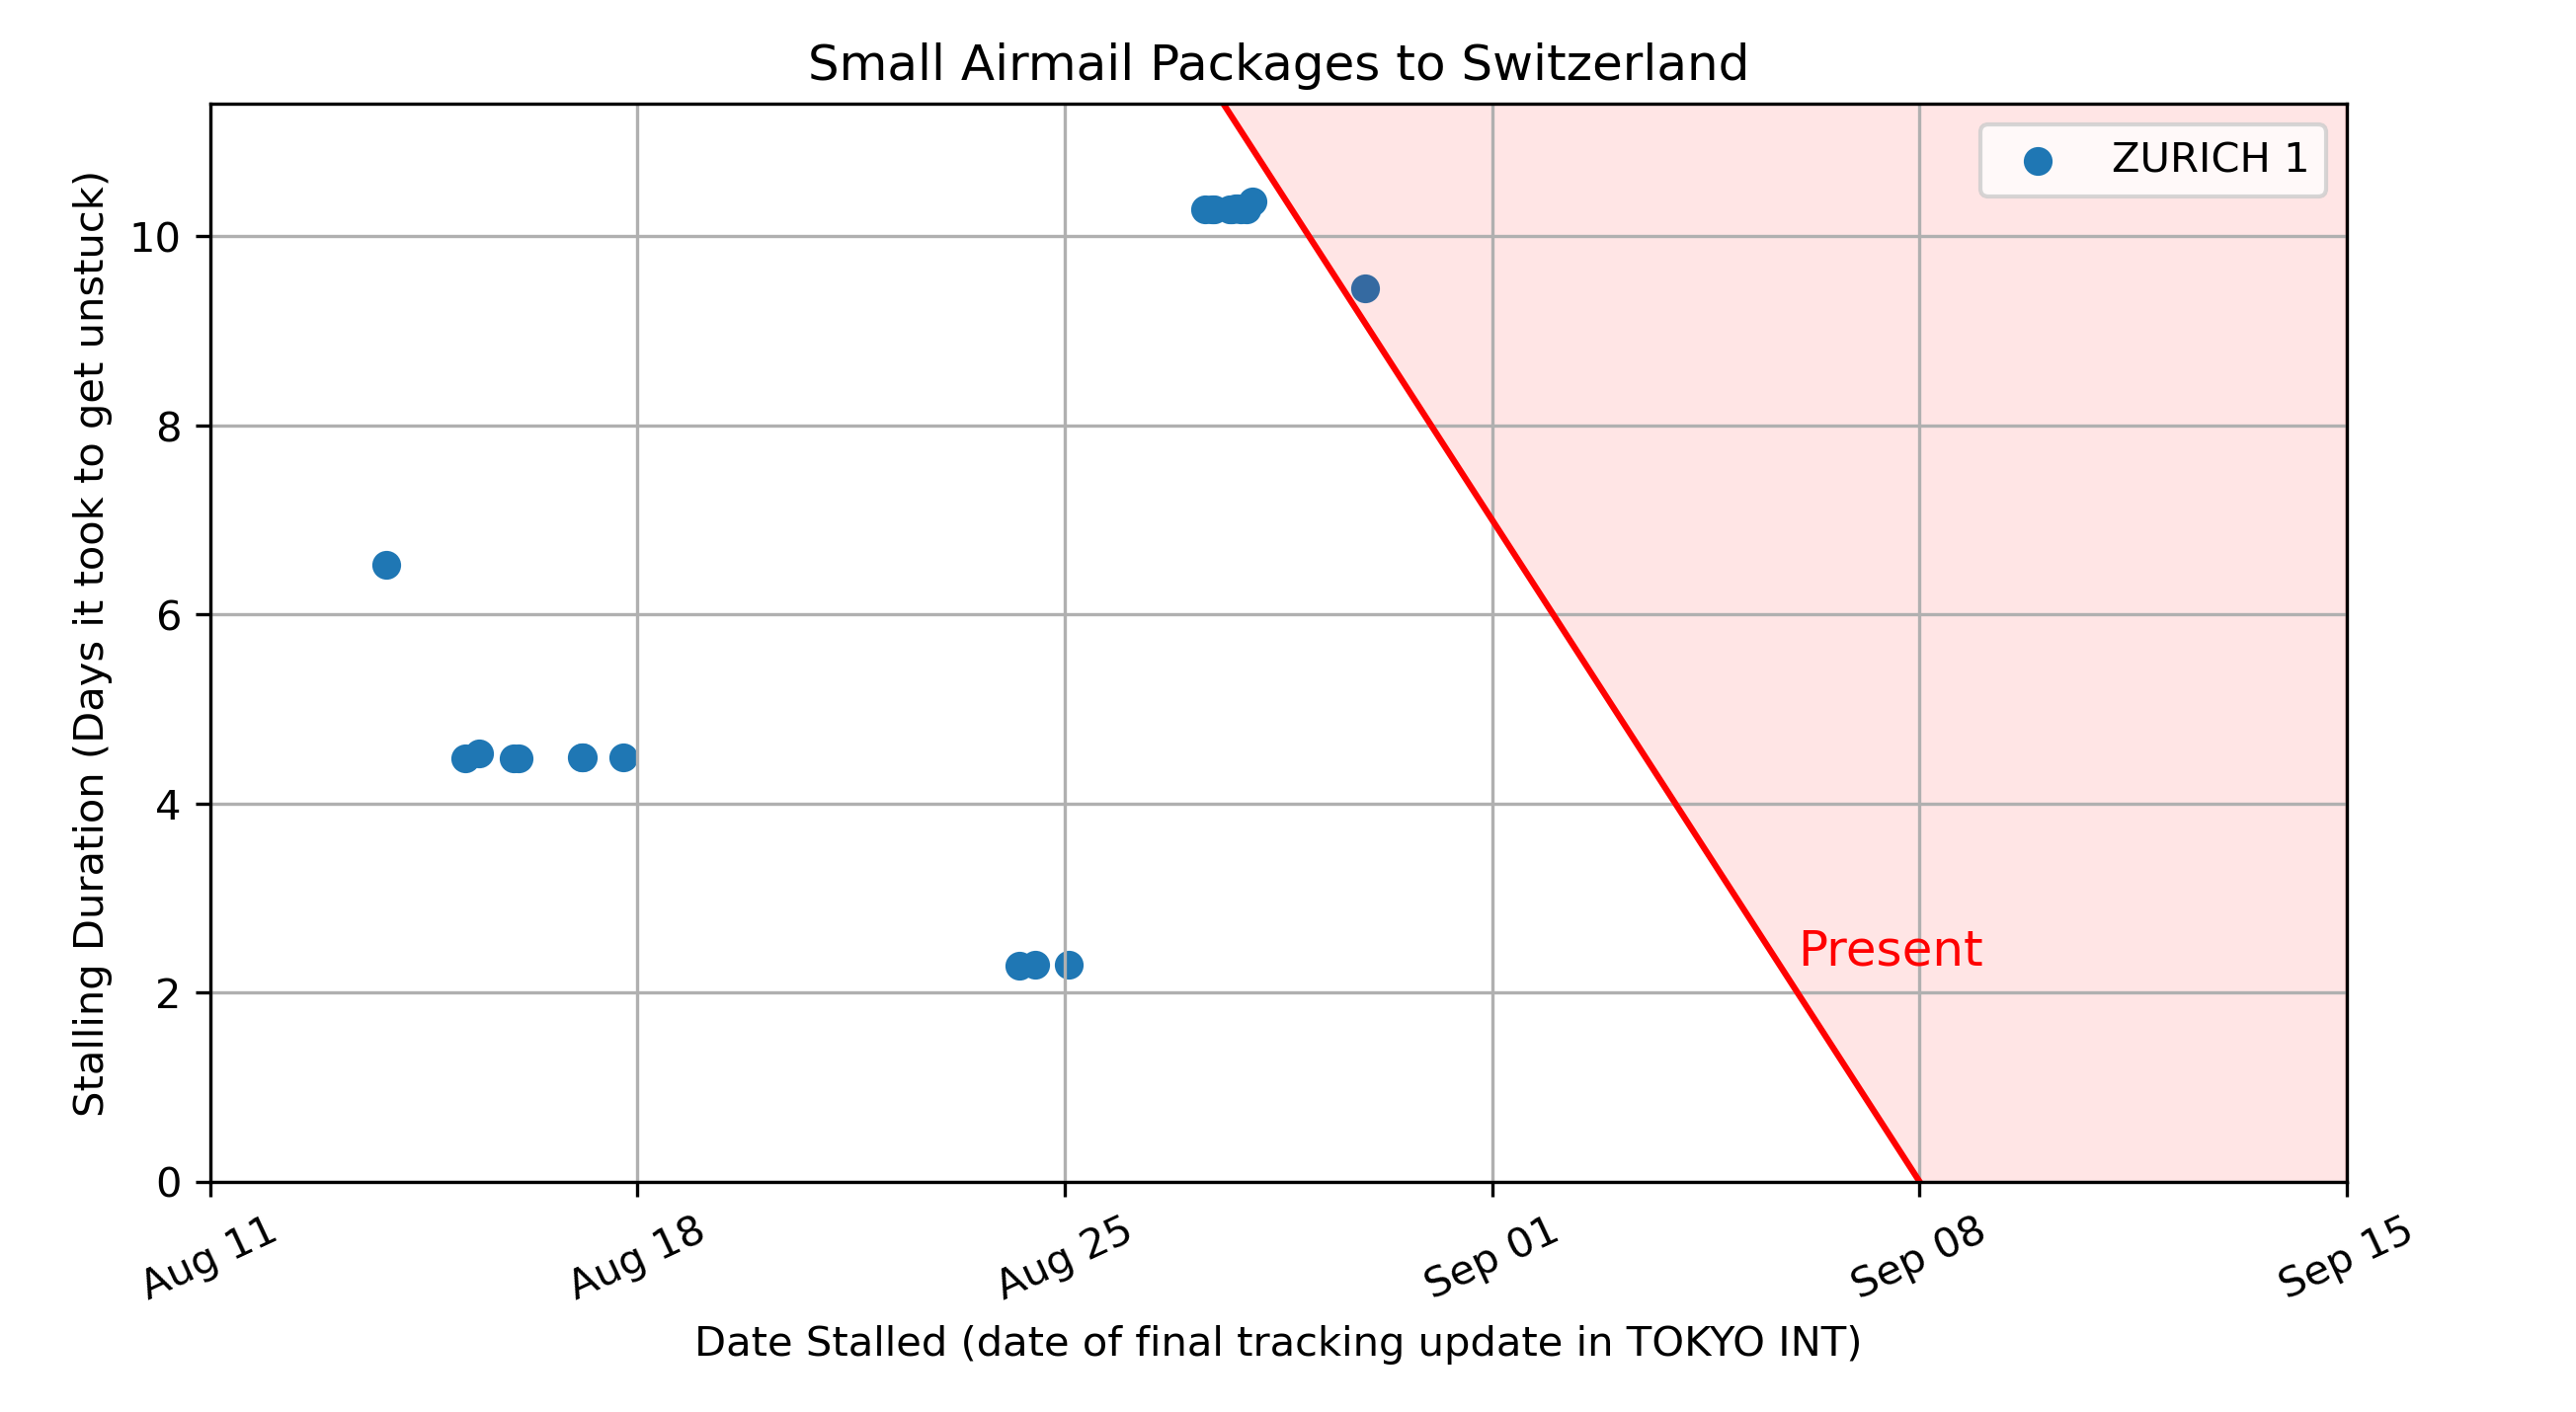 Small Airmail Packages to Switzerland
ZURICH 1
Stalling Duration (Days it took to get unstuck)
10
8
6
4
2
0
Present
Aug 11
Aug 18
Aug 25
Sep 01
Sep 08
Sep 15
Date Stalled (date of final tracking update in TOKYO INT)